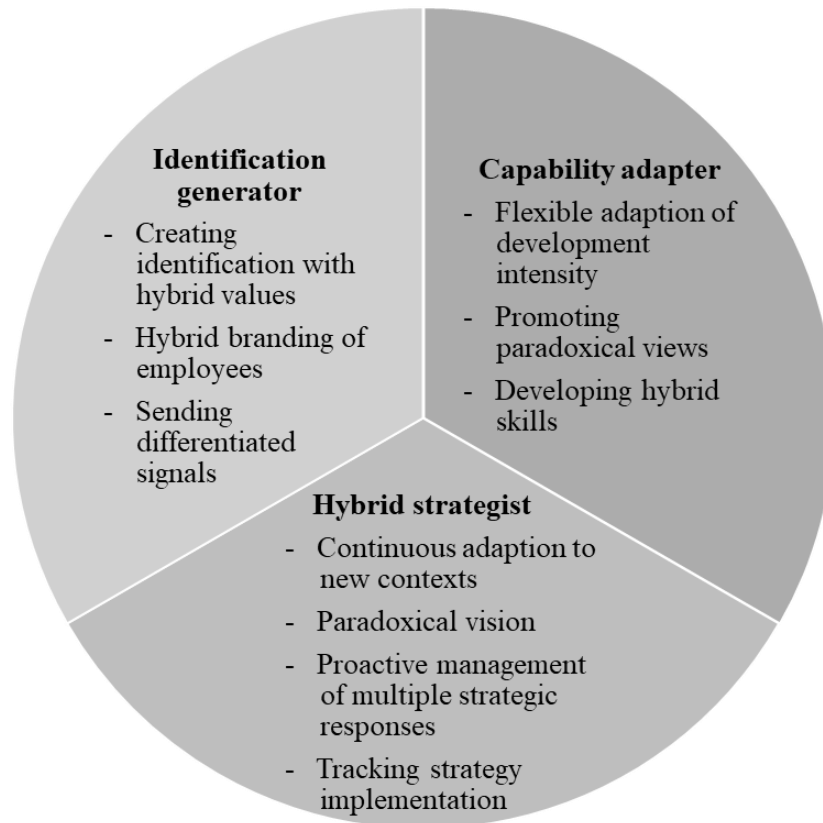 Identification
generator
- Creating
identification with
hybrid values
- Hybrid branding of
employees
- Sending
differentiated
signals
Capability adapter
- Flexible adaption of
development
intensity
- Promoting
paradoxical views
- Developing hybrid
skills
Hybrid strategist
- Continuous adaption to
new contexts
- Paradoxical vision
- Proactive management
of multiple strategic
responses
- Tracking strategy
implementation